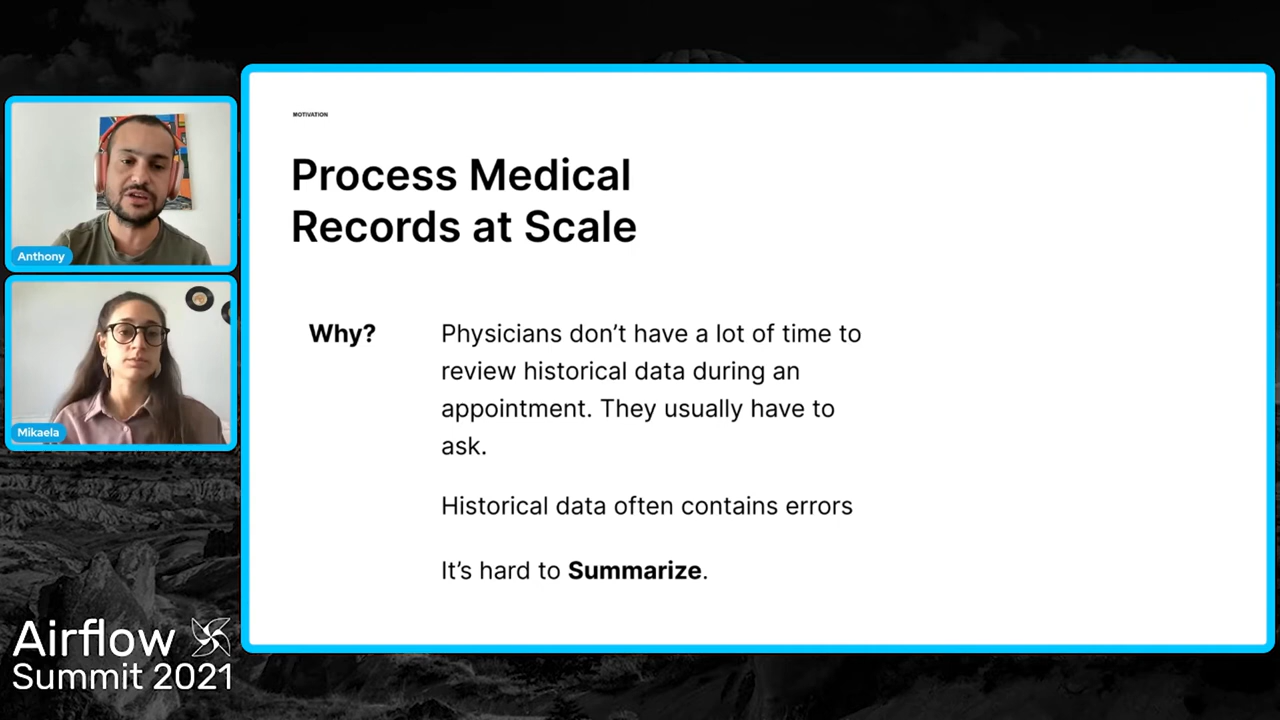 MOTIVATION
Process Medical
Records at Scale
Why?
Physicians don’t have a lot of time to
review historical data during an
appointment. They usually have to
ask.
Historical data often contains errors
It’s hard to Summarize.
Anthony
Mikaela
Airflow
Summit 2021